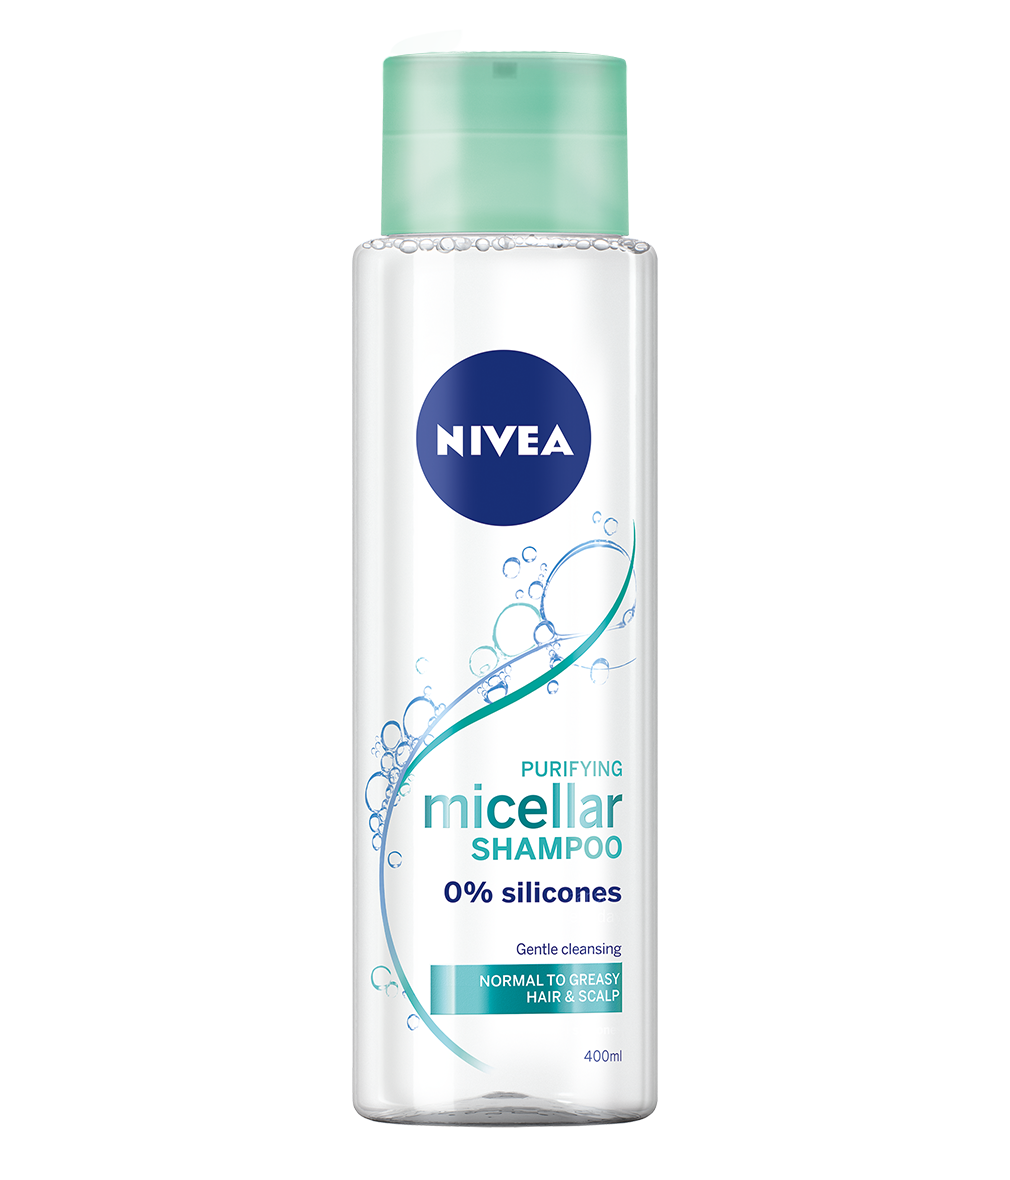 NIVEA
PURIFYING
micellar
SHAMPOO
0% silicones
Gentle cleansing
NORMAL TO GREASY
HAIR & SCALP
400ml